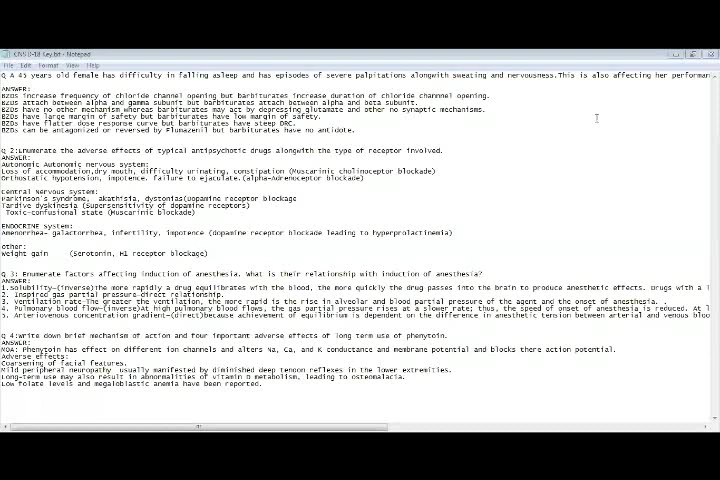 CNS D-18 Key.txt - Notepad
File Edit Format View Help
Q A 45 years old female has difficulty in falling asleep and has episodes of severe palpitations alongwith sweating and nervousness.This is also affecting her performan
ANSWER:
BZDs increase frequency of chloride channel opening but barbiturates increase duration of chloride channnel opening.
BZDs attach between alpha and gamma subunit but barbiturates attach between alpha and beta subunit.
BZDs have no other mechanism whereas barbiturates may act by depressing glutamate and other no synaptic mechanisms.
BZDs have large margin of safety but barbiturates have low margin of safety.
BZDs have flatter dose response curve but barbiturates have steep DRC.
BZDs can be antagonized or reversed by Flumazenil but barbiturates have no antidote.
Q 2:Enumerate the adverse effects of typical antipsychotic drugs alongwith the type of receptor involved.
ANSWER:
Autonomic Autonomic nervous system:
Loss of accommodation,dry mouth, difficulty urinating, constipation (Muscarinic cholinoceptor blockade)
Orthostatic hypotension, impotence, failure to ejaculate.(alpha-Adrenoceptor blockade)
Central Nervous system:
Parkinson's syndrome, akathisia, dystonias(Dopamine receptor blockage
Tardive dyskinesia (Supersensitivity of dopamine receptors)
Toxic-confusional state (Muscarinic blockade)
ENDOCRINE System:
Amenorrhea- galactorrhea, infertility, impotence (dopamine receptor blockade leading to hyperprolactinemia)
other:
Weight gain (Serotonin, H1 receptor blockage)
Q 3: Enumerate factors affecting induction of anesthesia. What is their relationship with induction of anesthesia?
ANSWER:
1.Solubility-(inverse)the more rapidly a drug equilibrates with the blood, the more quickly the drug passes into the brain to produce anesthetic effects. Drugs with a l
2. Inspired gas partial pressure-direct relationship.
3. Ventilation rate-The greater the ventilation, the more rapid is the rise in alveolar and blood partial pressure of the agent and the onset of anesthesia. .
4. Pulmonary blood flow-(inverse)At high pulmonary blood flows, the gas partial pressure rises at a slower rate; thus, the speed of onset of anesthesia is reduced. At l
5. Arteriovenous concentration gradient-(direct)because achievement of equilibrium is dependent on the difference in anesthetic tension between arterial and venous bloo
Q 4:Write down brief mechanism of action and four important adverse effects of long term use of phenytoin.
ANSWER:
MOA: Phenytoin has effect on different ion channels and alters Na, Ca, and K conductance and membrane potential and blocks there action potential.
Adverse effects:
Coarsening of facial features.
Mild peripheral neuropathy usually manifested by diminished deep tendon reflexes in the lower extremities.
Long-term use may also result in abnormalities of vitamin D metabolism, leading to osteomalacia.
Low folate levels and megaloblastic anemia have been reported.